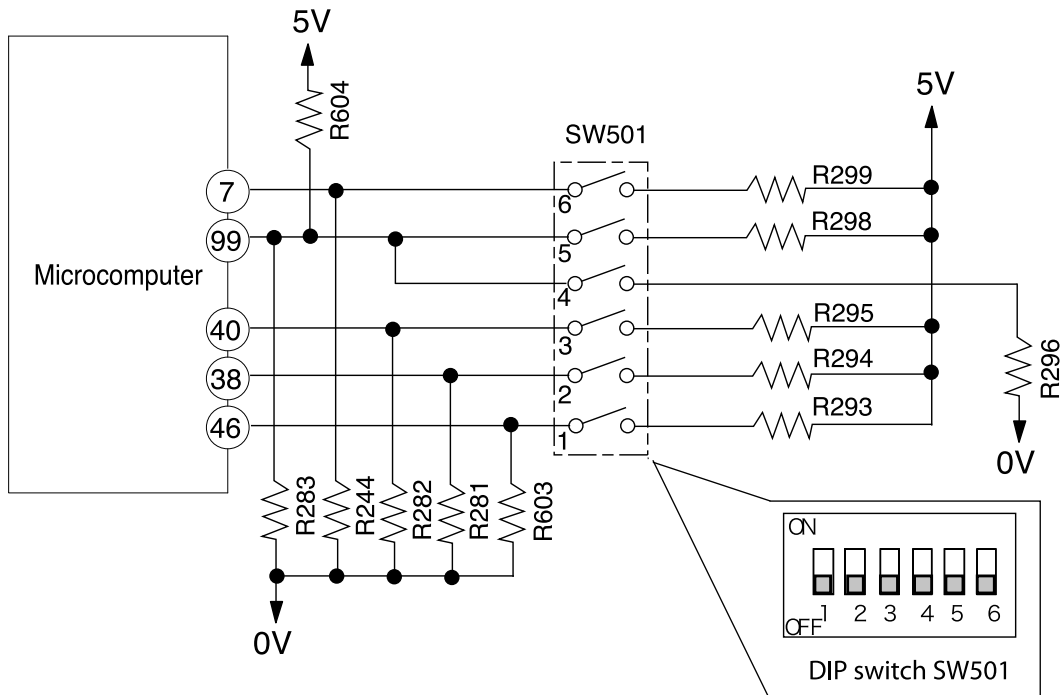 5V
R604
SW501
5V
7
6
R299
99
5
R298
Microcomputer
4
40
3
R295
38
2
R294
R296
46
1
R293
0V
R283
R244
R282
R281
R603
0V
ON
OFF
1 2 3 4 5 6
DIP switch SW501